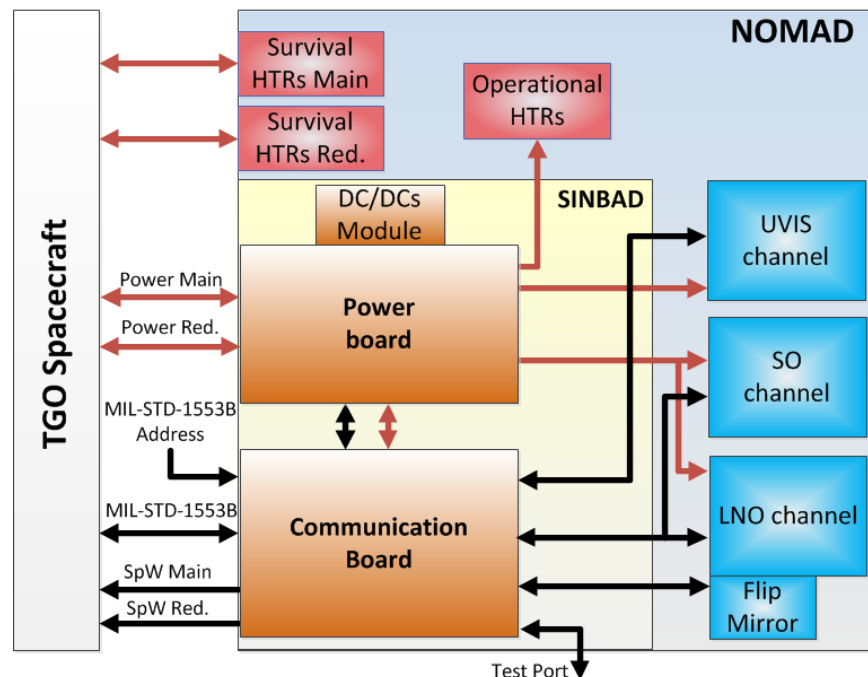 NOMAD
TGO Spacecraft
Survival
HTRs Main
Survival
HTRs Red.
Operational
HTRs
SINBAD
DC/DCs
Module
Power
board
UVIS
channel
Power Main
Power Red.
SO
channel
MIL-STD-1553B
Address
MIL-STD-1553B
Communication
Board
LNO channel
SpW Main
SpW Red.
Flip
Mirror
Test Port